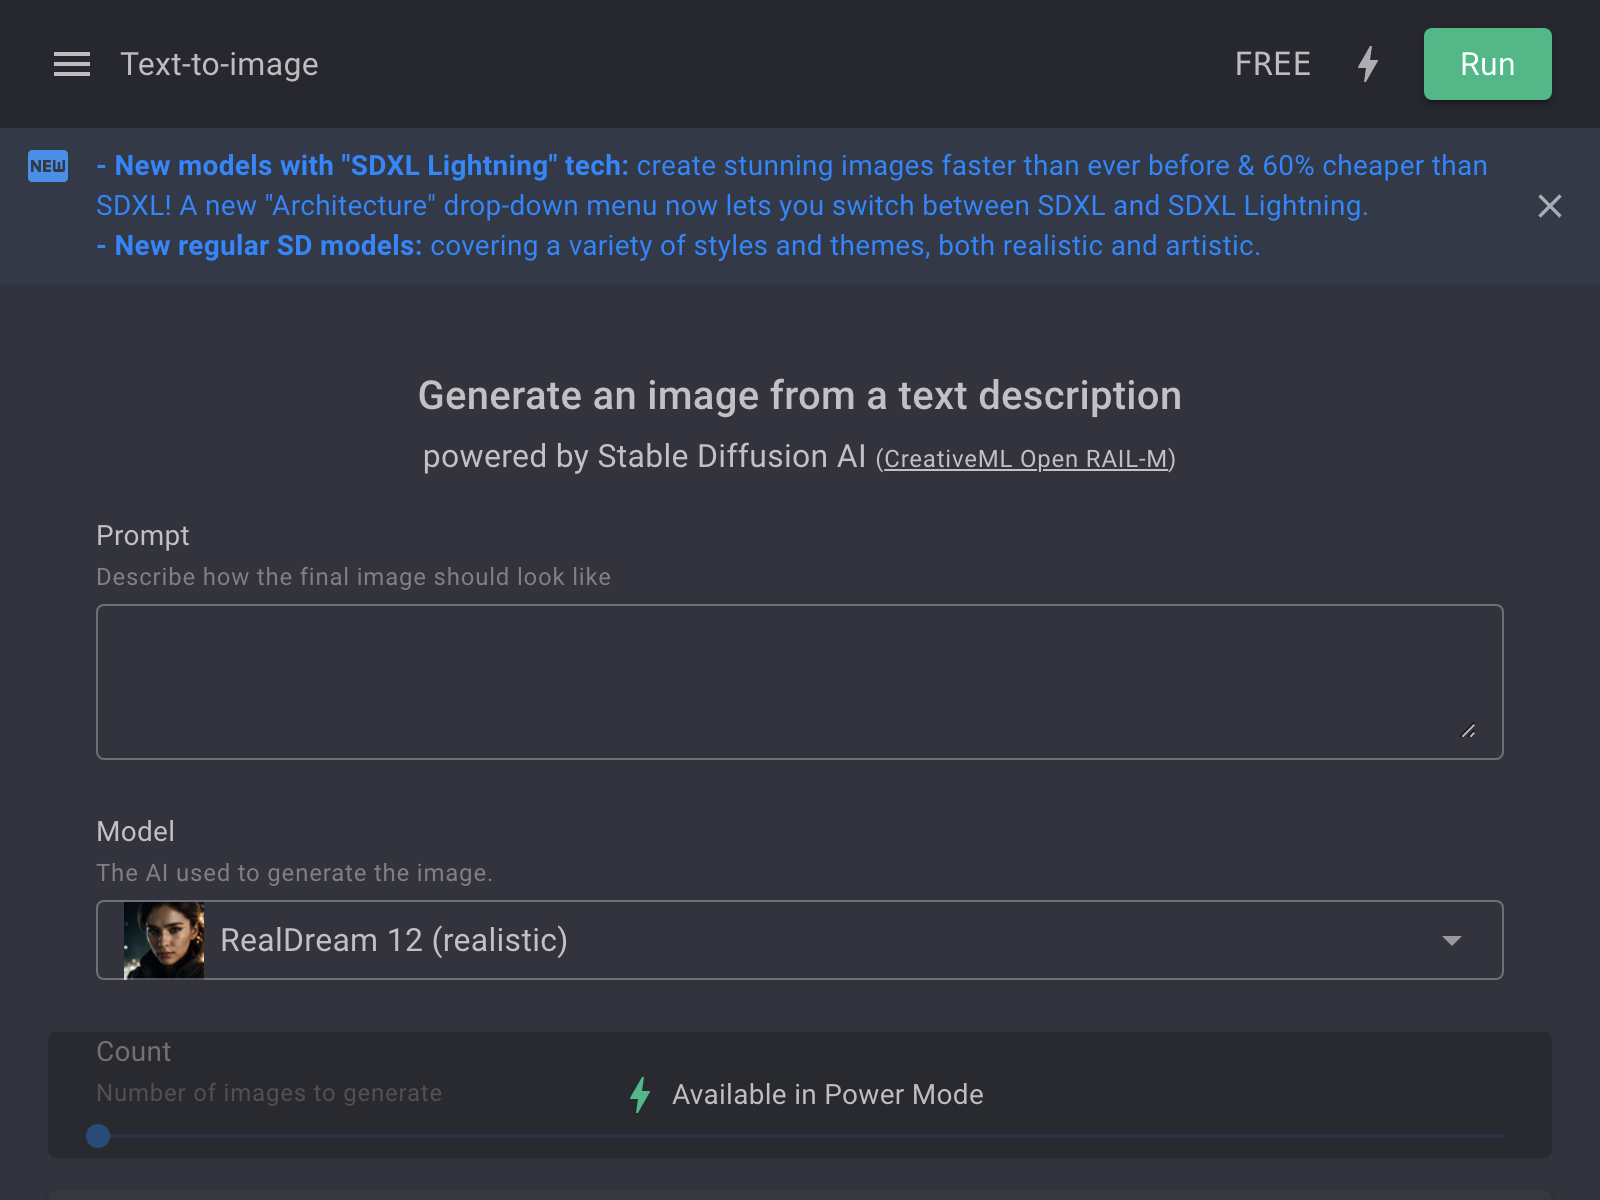 Text-to-image
FREE
Run
NEW
- New models with "SDXL Lightning" tech: create stunning images faster than ever before & 60% cheaper than
SDXL! A new "Architecture" drop-down menu now lets you switch between SDXL and SDXL Lightning.
- New regular SD models: covering a variety of styles and themes, both realistic and artistic.
Generate an image from a text description
powered by Stable Diffusion AI (CreativeML Open RAIL-M)
Prompt
Describe how the final image should look like
Model
The AI used to generate the image.
RealDream 12 (realistic)
Count
Number of images to generate
Available in Power Mode